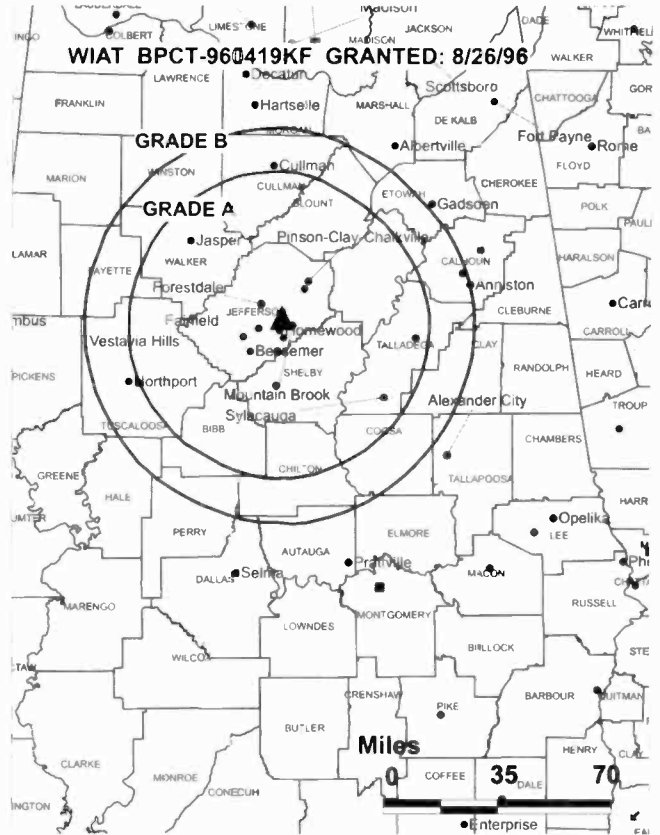 MADISON
DADE
LIMESTONE
JACKSON
COLBERT
MADISON
WIAT BPCT-960419KF GRANTED: 8/26/96
WALKER
Decatur
LAWRENCE
Scottsboro
CHATTOOGA
Hartselle
MARSHALL
FRANKLIN
DE KALB
MORGAN
Fort Payne
GRADE B
Albertville
Rome
FLOYD
Cullman
WINSTON
MARION
CULLMAN
ETOWAH
CHEROKEE
BLOUNT
Gadsden
POLK
GRADE A
Jasper
Pinson-Clay-Chalkville
LAMAR
WALKER
CALHOUN
HARALSON
FAYETTE
Forestdale
Anniston
CLEBURNE
JEFFERSON
Fairfield
Homewood
CARROLL
Vestavia Hills
TALLADEGA
CLAY
Bessemer
RANDOLPH
HEARD
PICKENS
SHELBY
Northport
Mountain Brook
Alexander City
TROUP
Sylacauga
TUSCALOOSA
BIBB
COOSA
CHAMBERS
CHILTON
GREENE
TALLAPOOSA
HALE
Opelika
PERRY
ELMORE
LEE
AUTAUGA
Prattville
Selma
DALLAS
MACON
MARENGO
RUSSELL
MONTGOMERY
LOWNDES
BULLOCK
WILCOX
CRENSHAW
BARBOUR
QUITMAN
PIKE
BUTLER
Miles
HENRY
CLARKE
0 35 70
MONROE
COFFEE
DALE
CONECUH
Enterprise